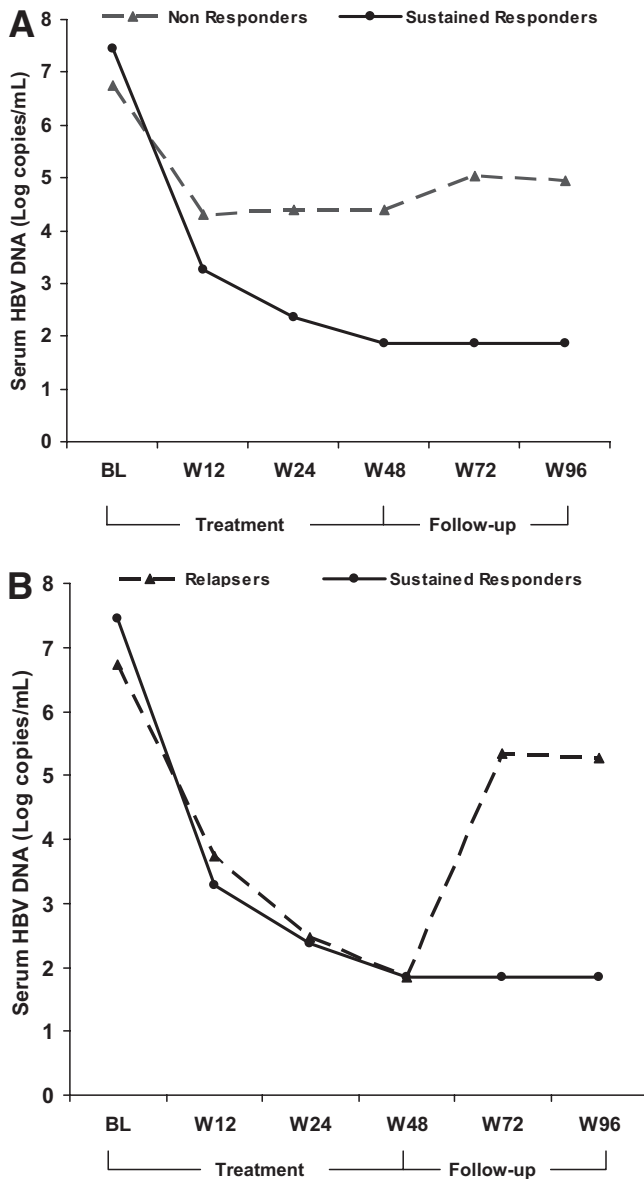 A
Non Responders Sustained Responders
8
7
6
5
4
3
2
1
0
Serum HBV DNA (Log copies/mL)
BL W12 W24 W48 W72 W96
Treatment Follow-up
B
Relapsers Sustained Responders
8
7
6
5
4
3
2
1
0
Serum HBV DNA (Log copies/mL)
BL W12 W24 W48 W72 W96
Treatment Follow-up